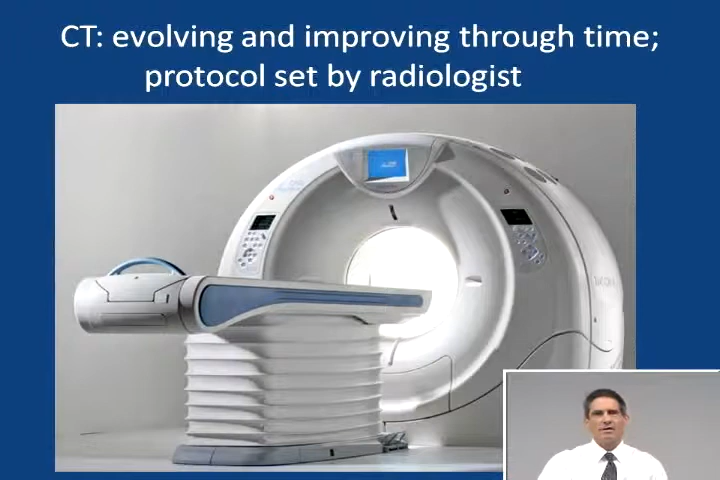 CT: evolving and improving through time;
protocol set by radiologist